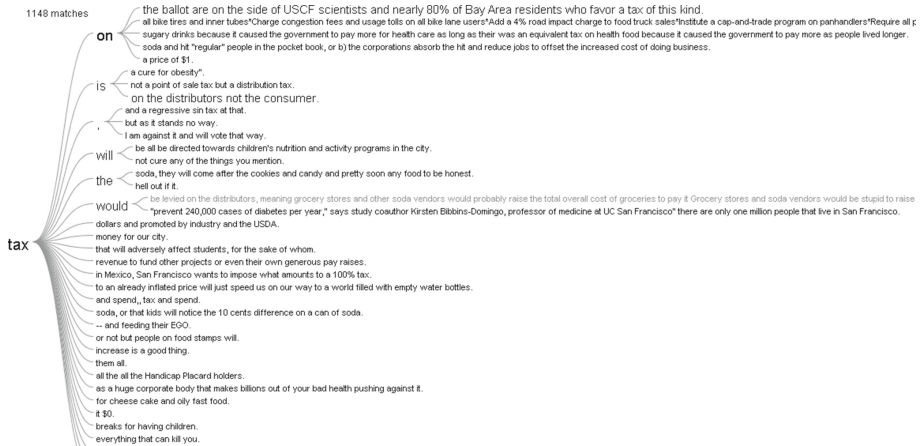 1148 matches
the ballot are on the side of USCF scientists and nearly 80% of Bay Area residents who favor a tax of this kind.
all bike tires and inner tubes*Charge congestion fees and usage tolls on all bike lane users*Add a 4% road impact charge to food truck sales*Institute a cap-and-trade program on panhandlers*Require all p
on
sugary drinks because it caused the government to pay more for health care as long as their was an equivalent tax on health food because it caused the government to pay more as people lived longer.
soda and hit "regular" people in the pocket book, or b) the corporations absorb the hit and reduce jobs to offset the increased cost of doing business.
a price of $1.
a cure for obesity".
is
not a point of sale tax but a distribution tax.
on the distributors not the consumer.
and a regressive sin tax at that.
,
but as it stands no way.
I am against it and will vote that way.
will
be all be directed towards children's nutrition and activity programs in the city.
not cure any of the things you mention.
the
soda, they will come after the cookies and candy and pretty soon any food to be honest.
hell out if it.
would
be levied on the distributors, meaning grocery stores and other soda vendors would probably raise the total overall cost of groceries to pay it Grocery stores and soda vendors would be stupid to raise
"prevent 240,000 cases of diabetes per year," says study coauthor Kirsten Bibbins-Domingo, professor of medicine at UC San Francisco" there are only one million people that live in San Francisco.
dollars and promoted by industry and the USDA.
money for our city.
tax
that will adversely affect students, for the sake of whom.
revenue to fund other projects or even their own generous pay raises.
in Mexico, San Francisco wants to impose what amounts to a 100% tax.
to an already inflated price will just speed us on our way to a world filled with empty water bottles.
and spend,, tax and spend.
soda, or that kids will notice the 10 cents difference on a can of soda.
-- and feeding their EGO.
or not but people on food stamps will.
increase is a good thing.
them all.
all the all the Handicap Placard holders.
as a huge corporate body that makes billions out of your bad health pushing against it.
for cheese cake and oily fast food.
it $0.
breaks for having children.
everything that can kill you.